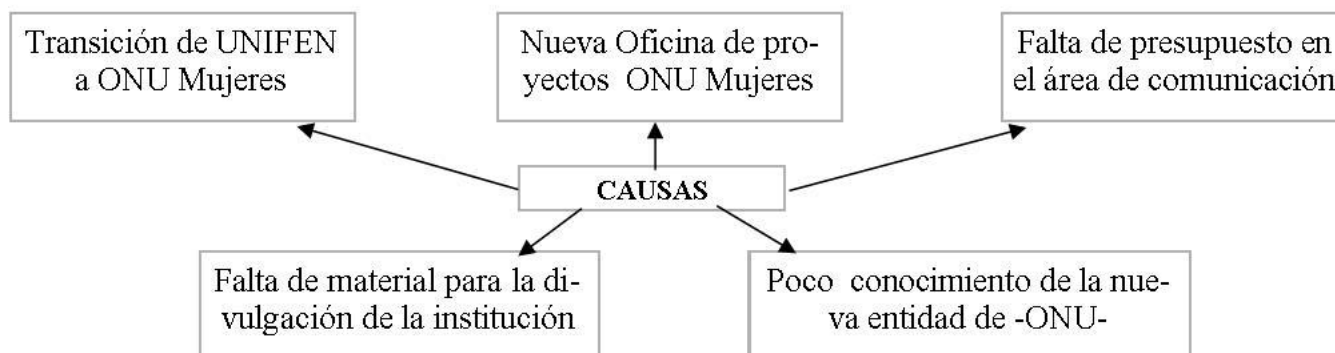 Transición de UNIFEN
a ONU Mujeres
Nueva Oficina de pro-
yectos ONU Mujeres
Falta de presupuesto en
el área de comunicación
CAUSAS
Falta de material para la di-
vulgación de la institución
Poco conocimiento de la nue-
va entidad de -ONU-